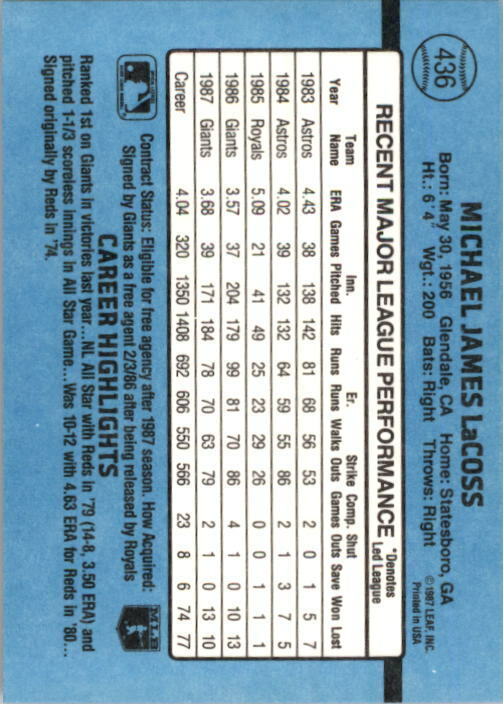 436
MICHAEL JAMES LaCOSS
Born: May 30, 1956 Glendale, CA Home: Statesboro, GA
Ht.: 6' 4" Wgt.: 200 Bats: Right Throws: Right
© 1987 LEAF, INC.
Printed in USA
RECENT MAJOR LEAGUE PERFORMANCE
*Denotes
Led League
Year Team Name ERA Games Inn. Pitched Hits Runs Er. Runs Walks Strike Outs Comp. Games Shut Outs Save Won Lost
1983 Astros 4.43 38 138 142 81 68 56 53 2 0 1 5 7
1984 Astros 4.02 39 132 132 64 59 55 86 2 1 3 7 5
1985 Royals 5.09 21 41 49 25 23 29 26 0 0 1 1 1
1986 Giants 3.57 37 204 179 99 81 70 86 4 1 0 10 13
1987 Giants 3.68 39 171 184 78 70 63 79 2 1 0 13 10
Career 4.04 320 1350 1408 692 606 550 566 23 8 6 74 77
Contract Status: Eligible for free agency after 1987 season. How Acquired:
Signed by Giants as a free agent 2/3/86 after being released by Royals
MLB
CAREER HIGHLIGHTS
Ranked 1st on Giants in victories last year...NL All Star with Reds in '79 (14-8, 3.50 ERA) and
pitched 1-1/3 scoreless innings in All Star Game...Was 10-12 with 4.63 ERA for Reds in '80...
Signed originally by Reds in '74.